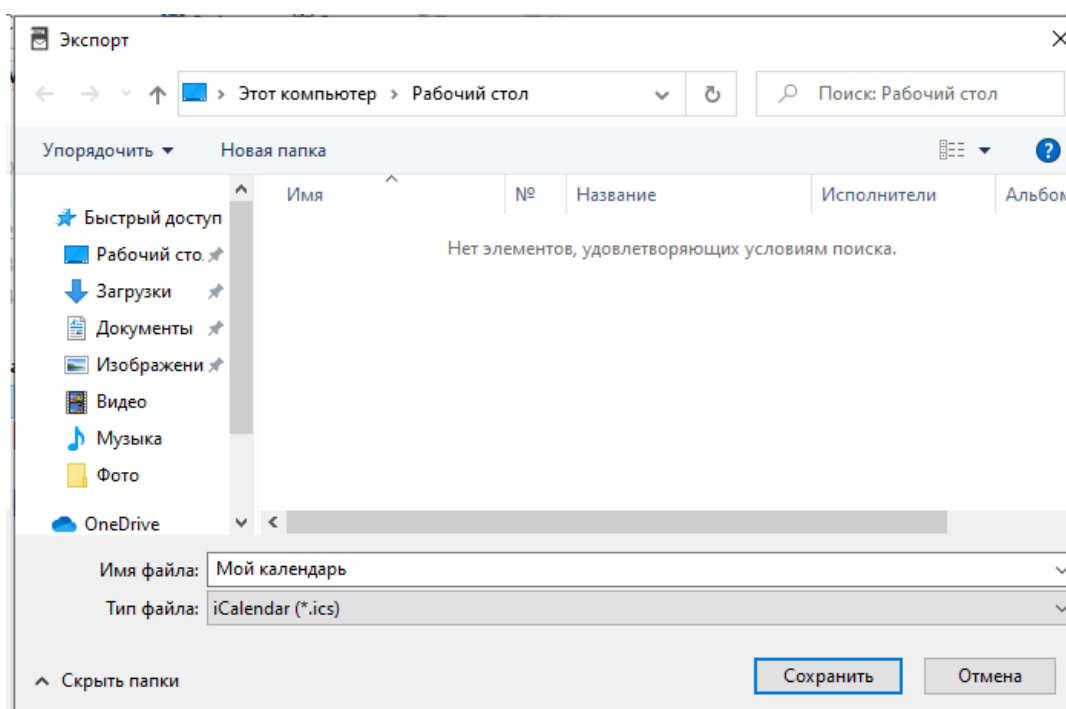 Экспорт
Этот компьютер > Рабочий стол
Поиск: Рабочий стол
Упорядочить
Новая папка
Имя
№
Название
Исполнители
Альбом
Быстрый доступ
Нет элементов, удовлетворяющих условиям поиска.
Рабочий сто.
Загрузки
Документы
Изображени
Видео
Музыка
Фото
OneDrive
Имя файла: Мой календарь
Тип файла: iCalendar (*.ics)
Скрыть папки
Сохранить
Отмена